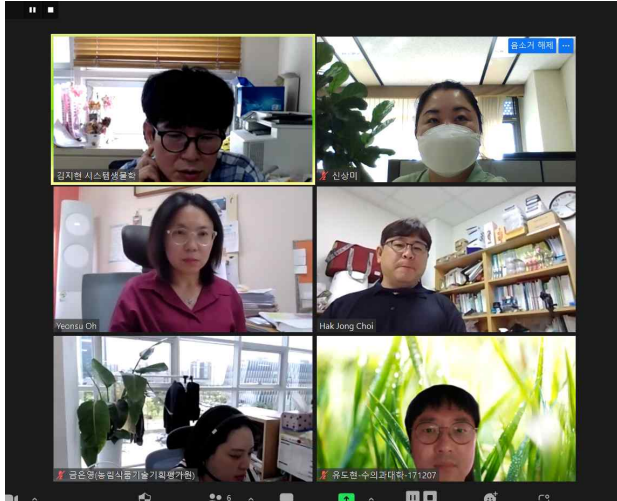 음소거 해제 ...
김지현 시스템생물학
신상미
Yeonsu Oh
Hak Jong Choi
금은영(농림식품기술기획평가원)
유도현-수의과대학-171207
6